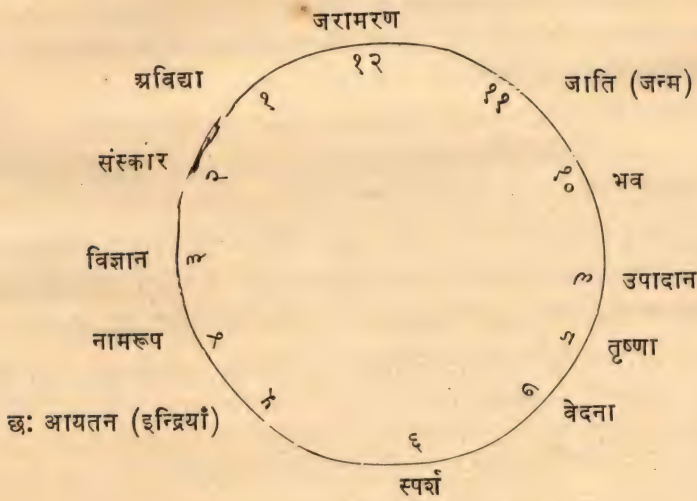 जरामरण
१२
अविद्या
१
११
जाति (जन्म)
संस्कार
२
१०
भव
विज्ञान
३
९
उपादान
नामरूप
४
८
तृष्णा
छः आयतन (इन्द्रियाँ)
५
७
वेदना
६
स्पर्श